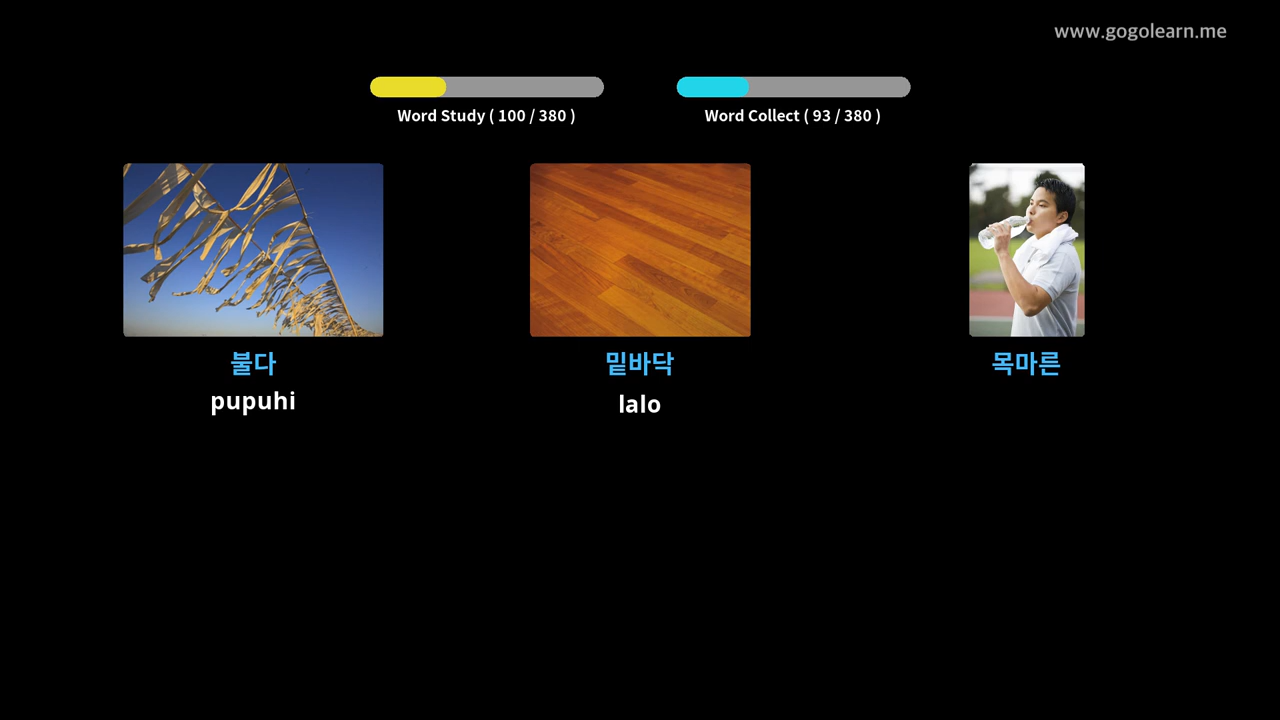 www.gogolearn.me
Word Study ( 100 / 380 )
Word Collect ( 93 / 380 )
불다
밑바닥
목마른
pupuhi
lalo